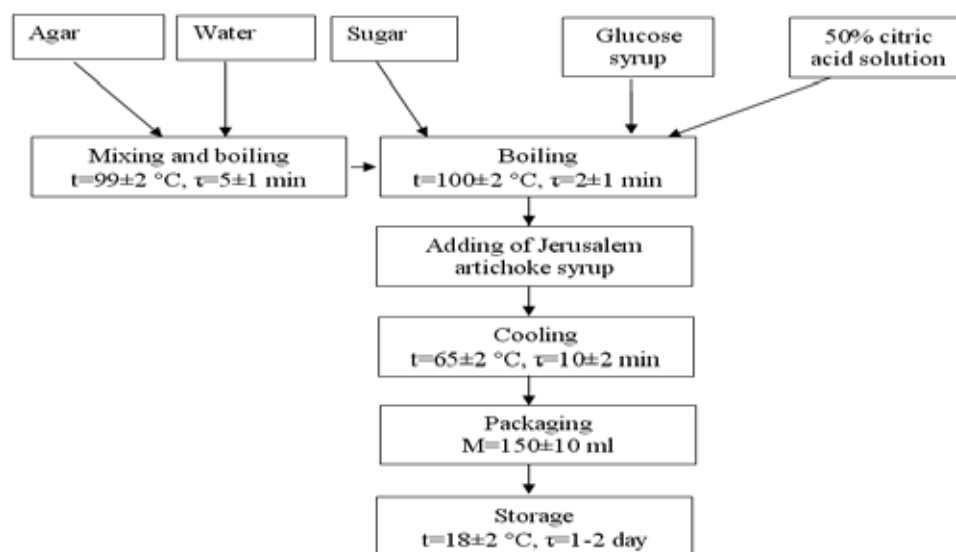 Agar
Water
Sugar
Glucose
syrup
50% citric
acid solution
Mixing and boiling
t=99±2 °C, τ=5±1 min
Boiling
t=100±2 °C, τ=2±1 min
Adding of Jerusalem
artichoke syrup
Cooling
t=65±2 °C, τ=10±2 min
Packaging
M=150±10 ml
Storage
t=18±2 °C, τ=1-2 day